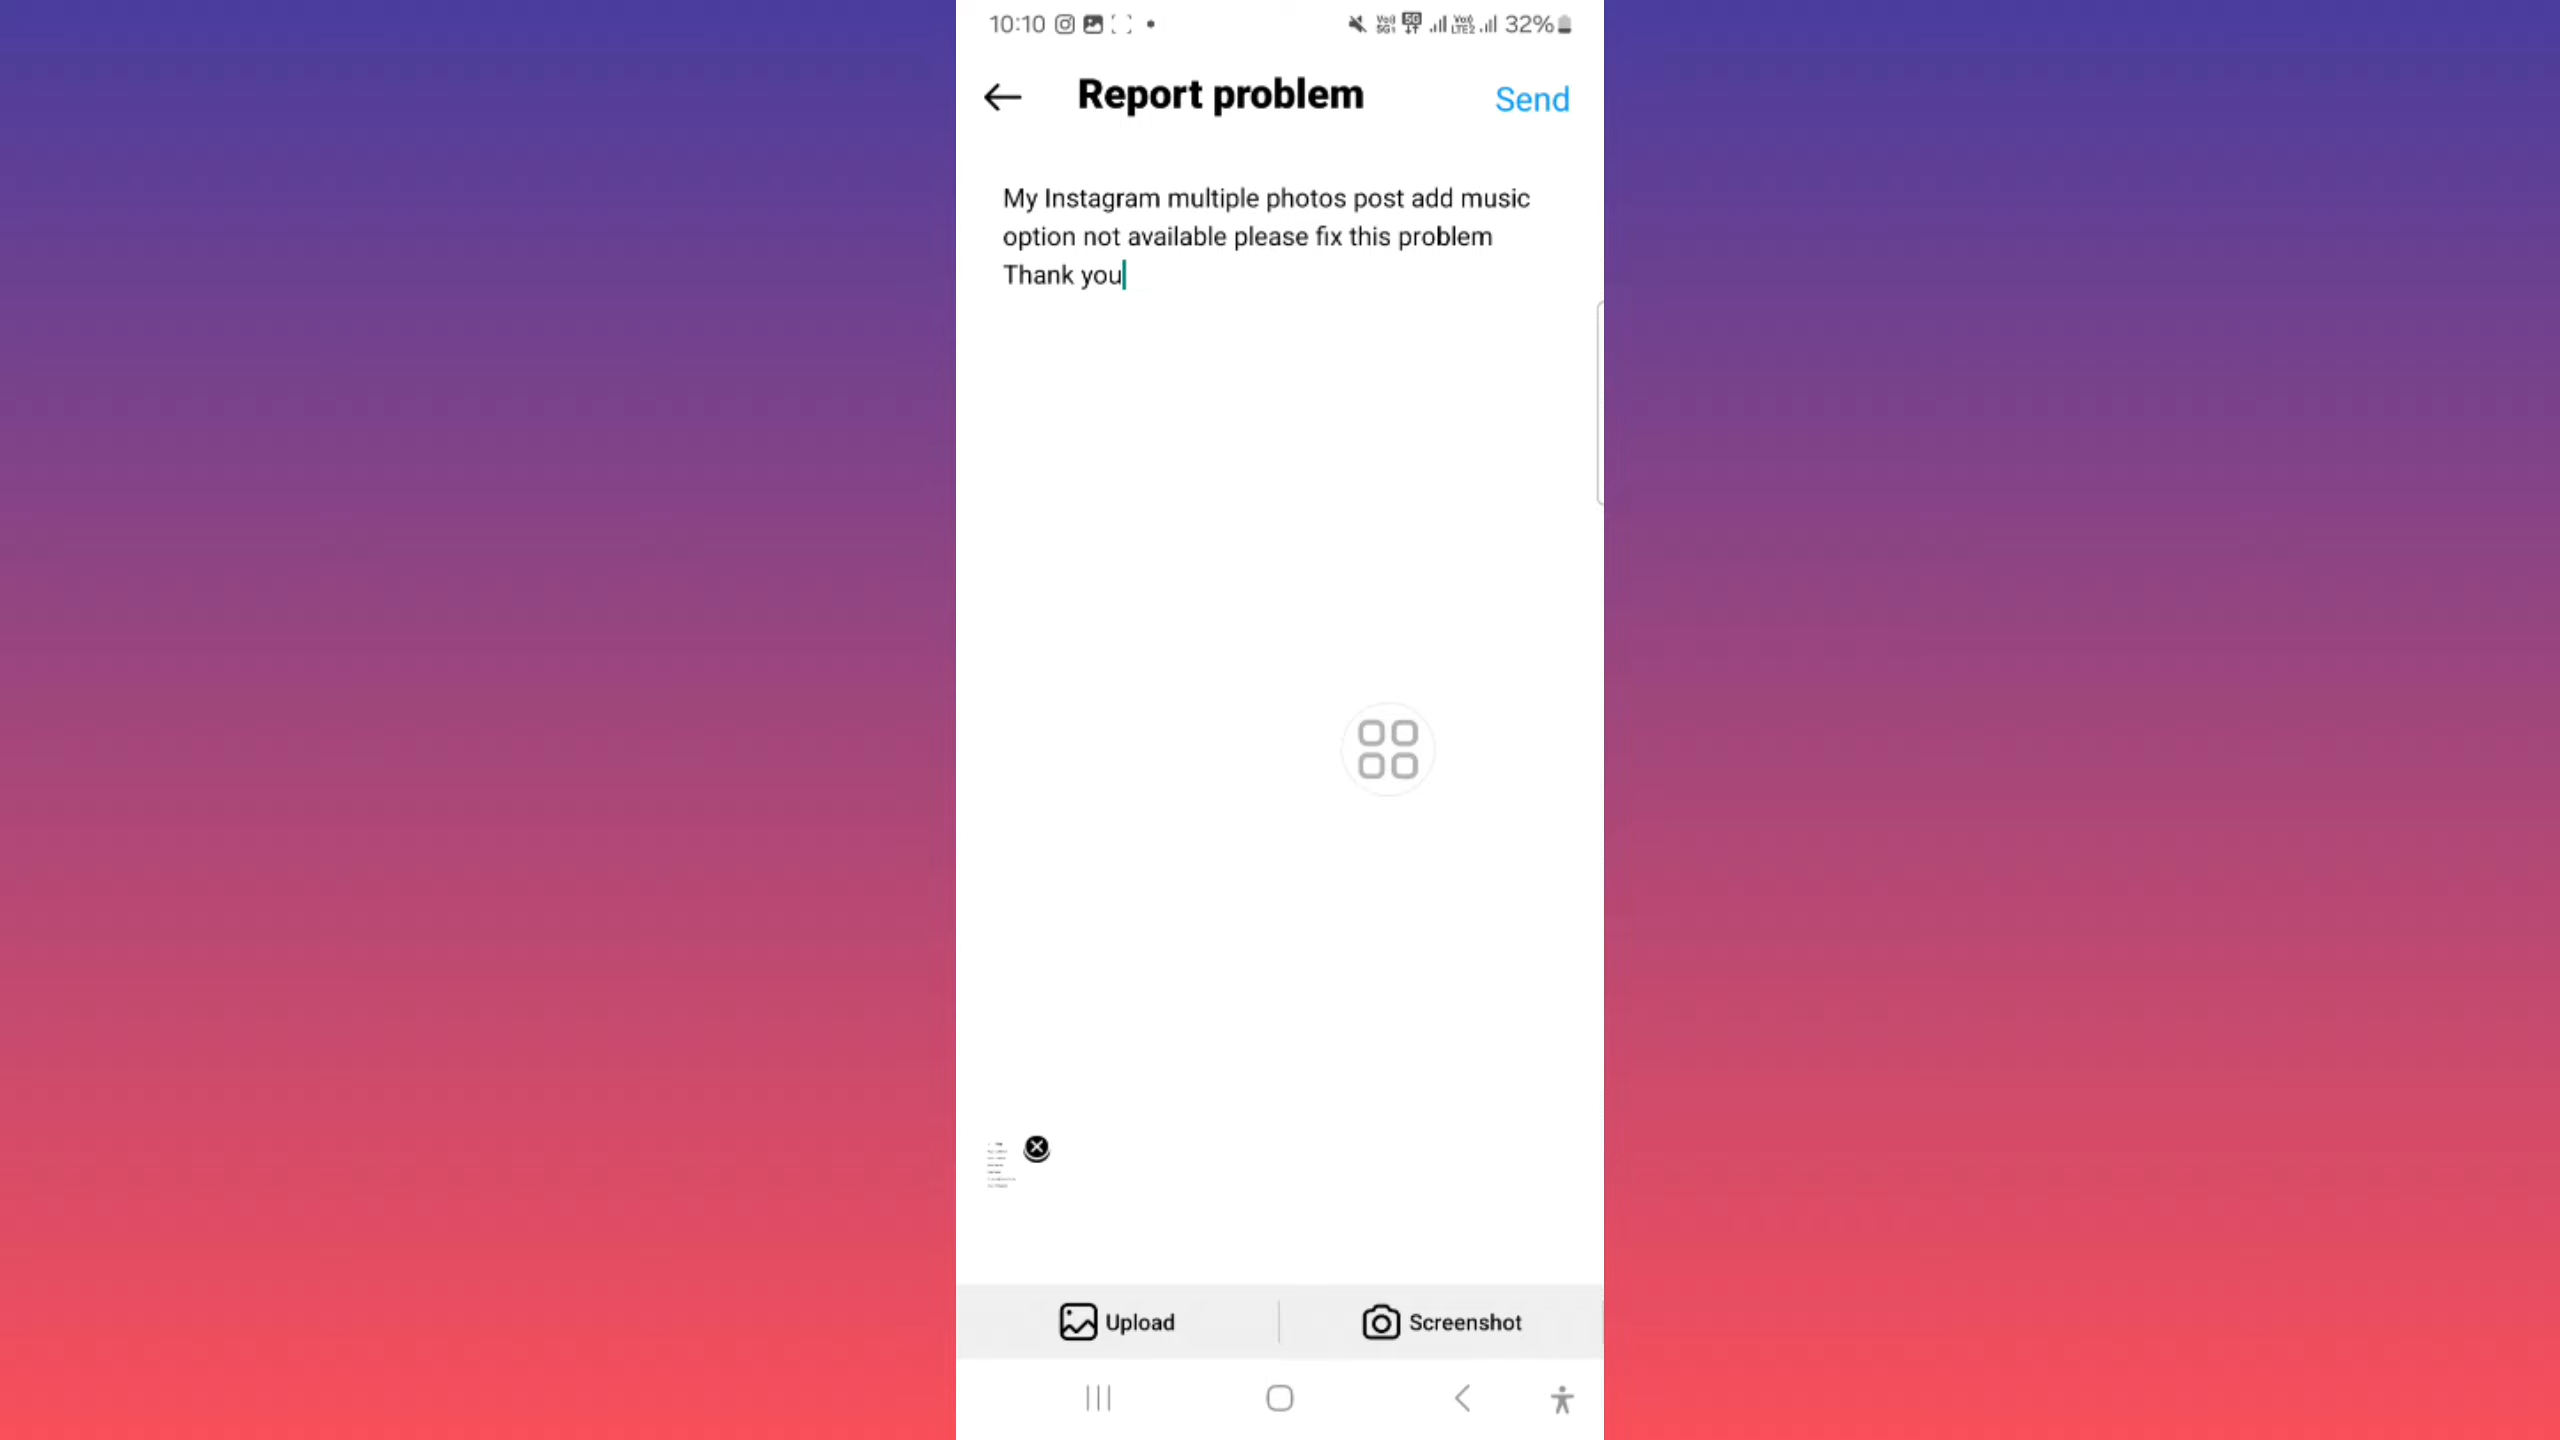 10:10
32%
Report problem
Send
My Instagram multiple photos post add music
option not available please fix this problem
Thank you
Upload
Screenshot